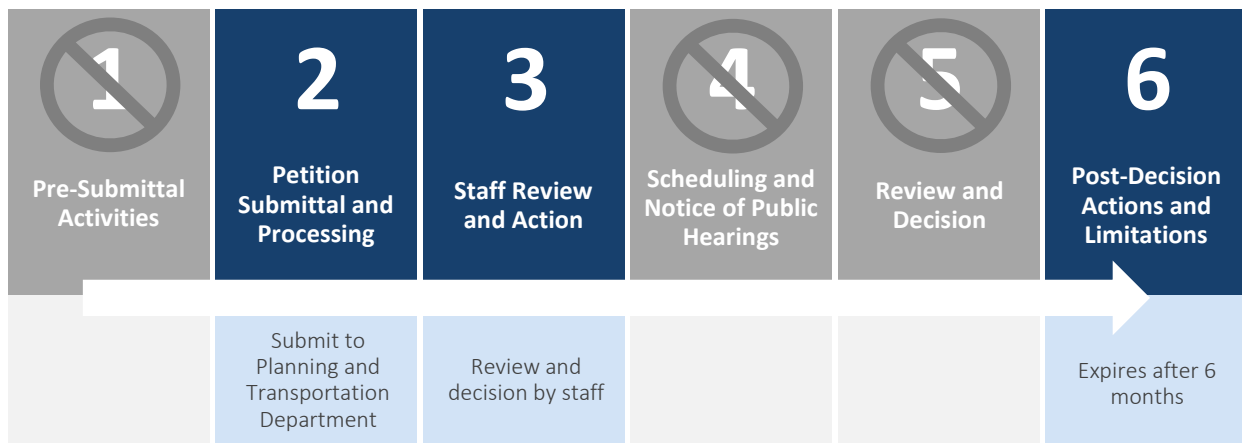 1
Pre-Submittal
Activities
2
Petition
Submittal and
Processing
3
Staff Review
and Action
4
Scheduling and
Notice of Public
Hearings
5
Review and
Decision
6
Post-Decision
Actions and
Limitations
Submit to
Planning and
Transportation
Department
Review and
decision by staff
Expires after 6
months